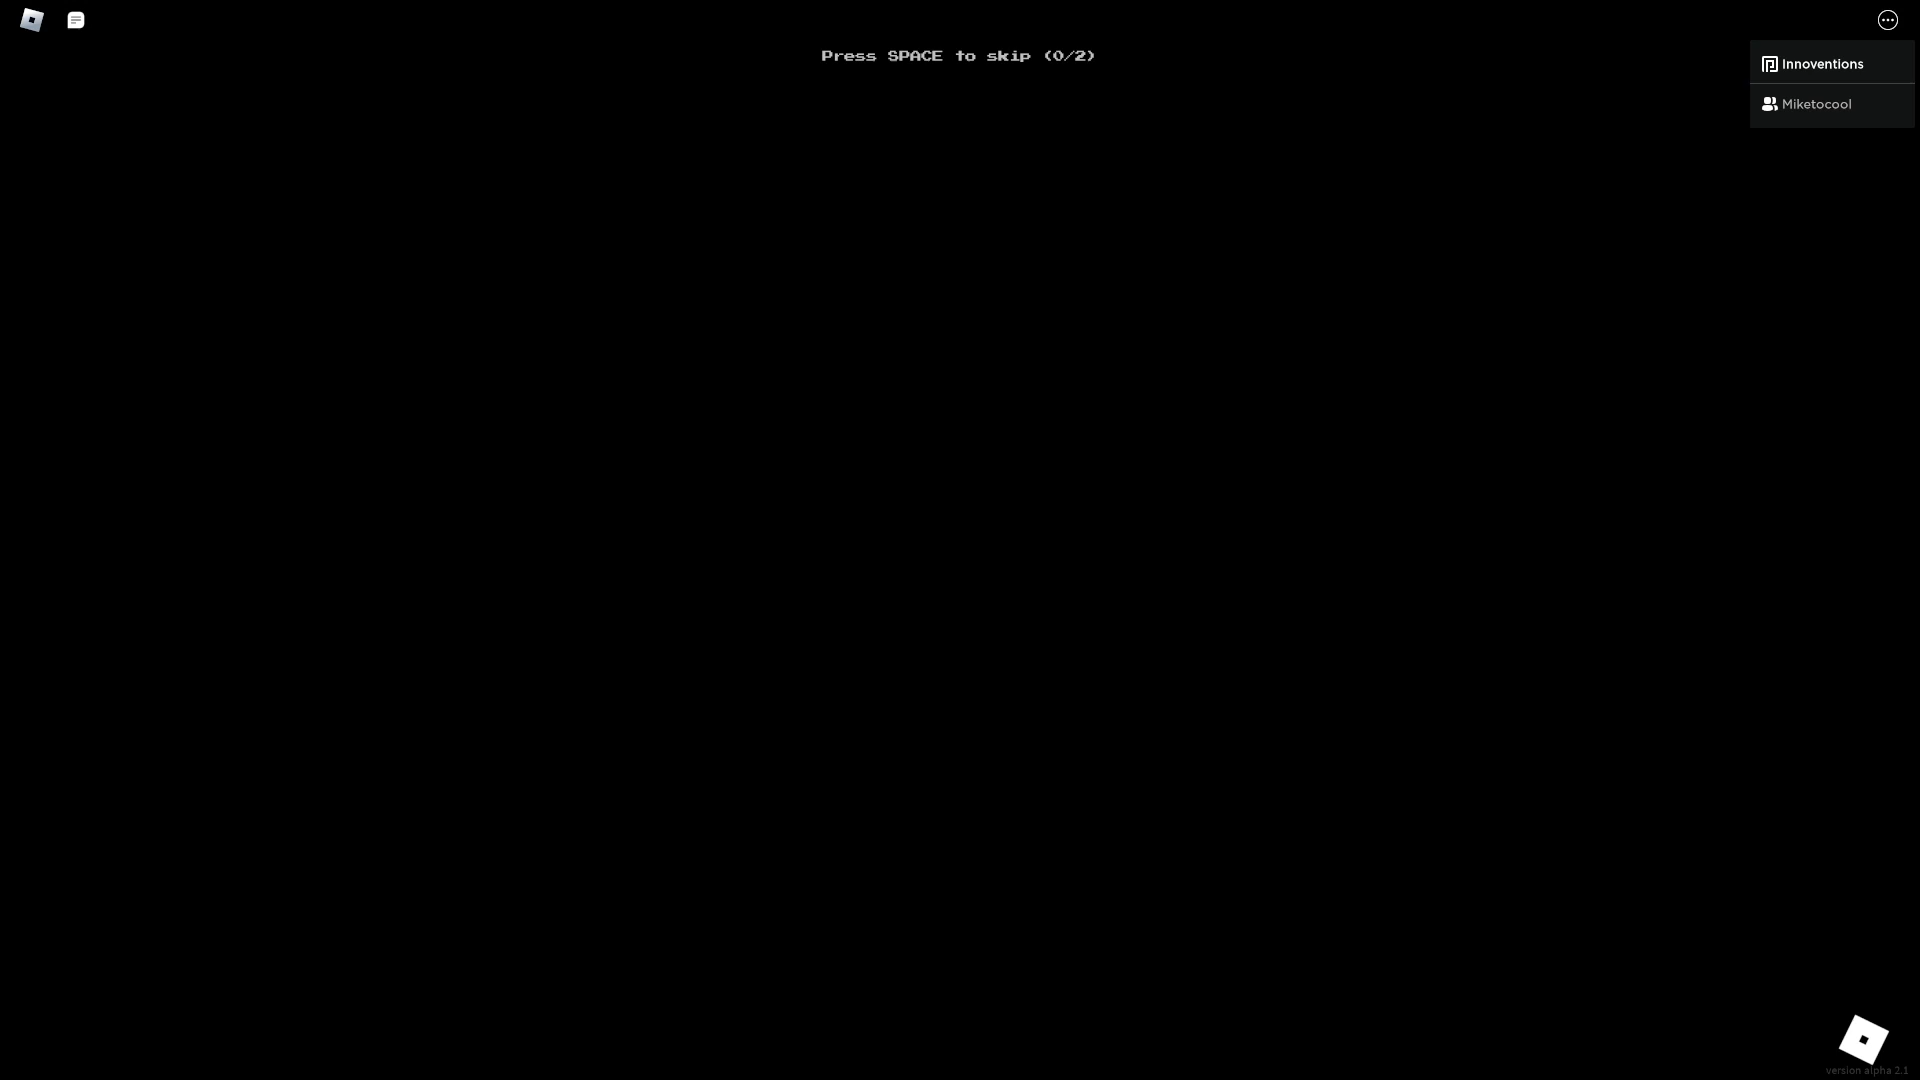 Press SPACE to skip (0/2)
Innoventions
Miketocool
version alpha 2.1